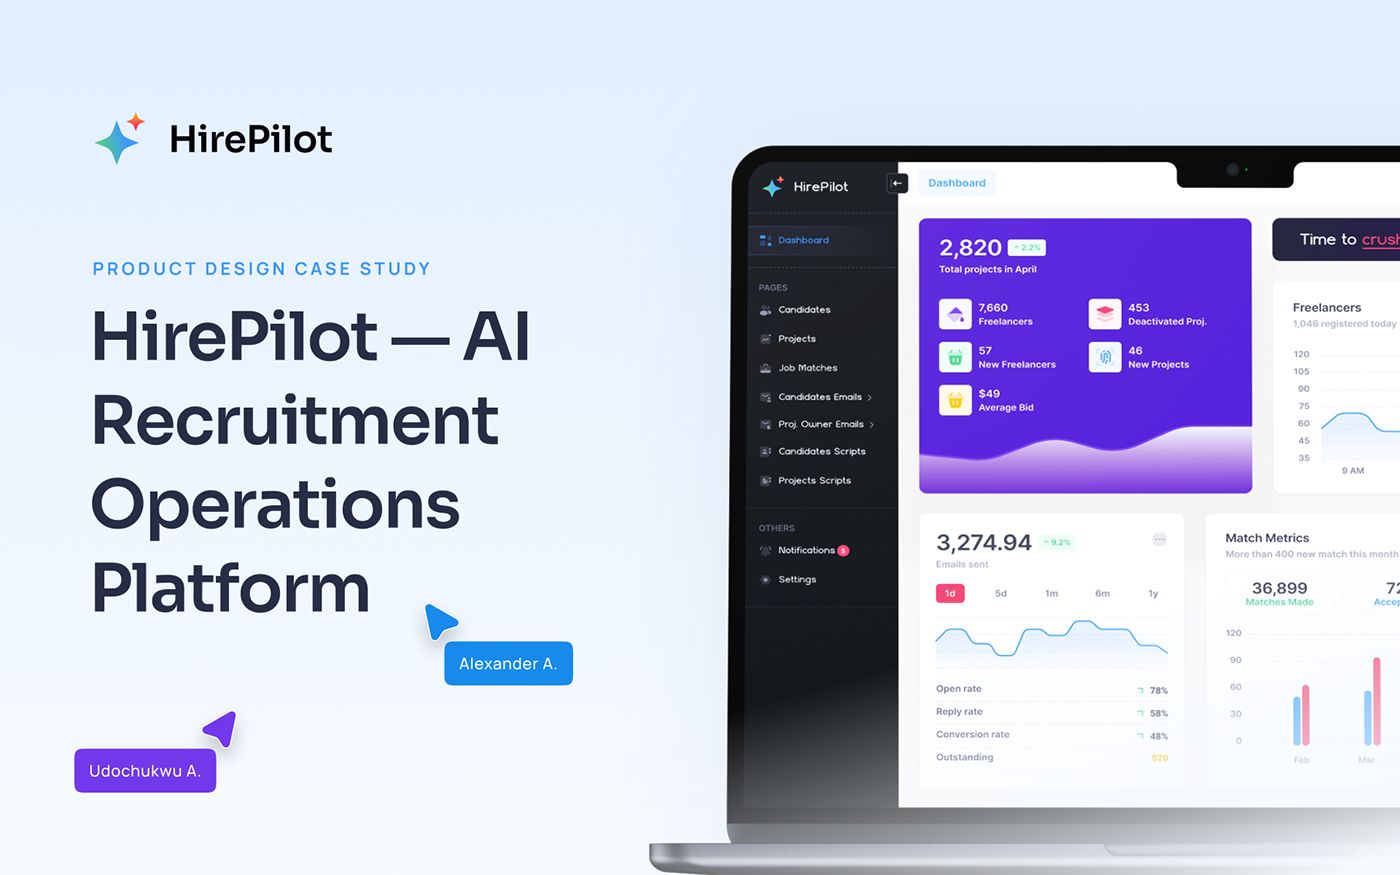 HirePilot
PRODUCT DESIGN CASE STUDY
HirePilot — AI
Recruitment
Operations
Platform
Alexander A.
Udochukwu A.
HirePilot
Dashboard
PAGES
Candidates
Projects
Job Matches
Candidates Emails
Proj. Owner Emails
Candidates Scripts
Projects Scripts
OTHERS
Notifications 5
Settings
Dashboard
2,820 2.2%
Total projects in April
7,660
Freelancers
453
Deactivated Proj.
57
New Freelancers
46
New Projects
$49
Average Bid
Time to crush
Freelancers
1,046 registered today
120
105
90
75
60
45
35
9 AM
3,274.94 9.2%
Emails sent
1d 5d 1m 6m 1y
Open rate 78%
Reply rate 58%
Conversion rate 48%
Outstanding 520
Match Metrics
More than 400 new match this month
36,899
Matches Made
72
Accep
120
90
60
30
0
Feb Mar